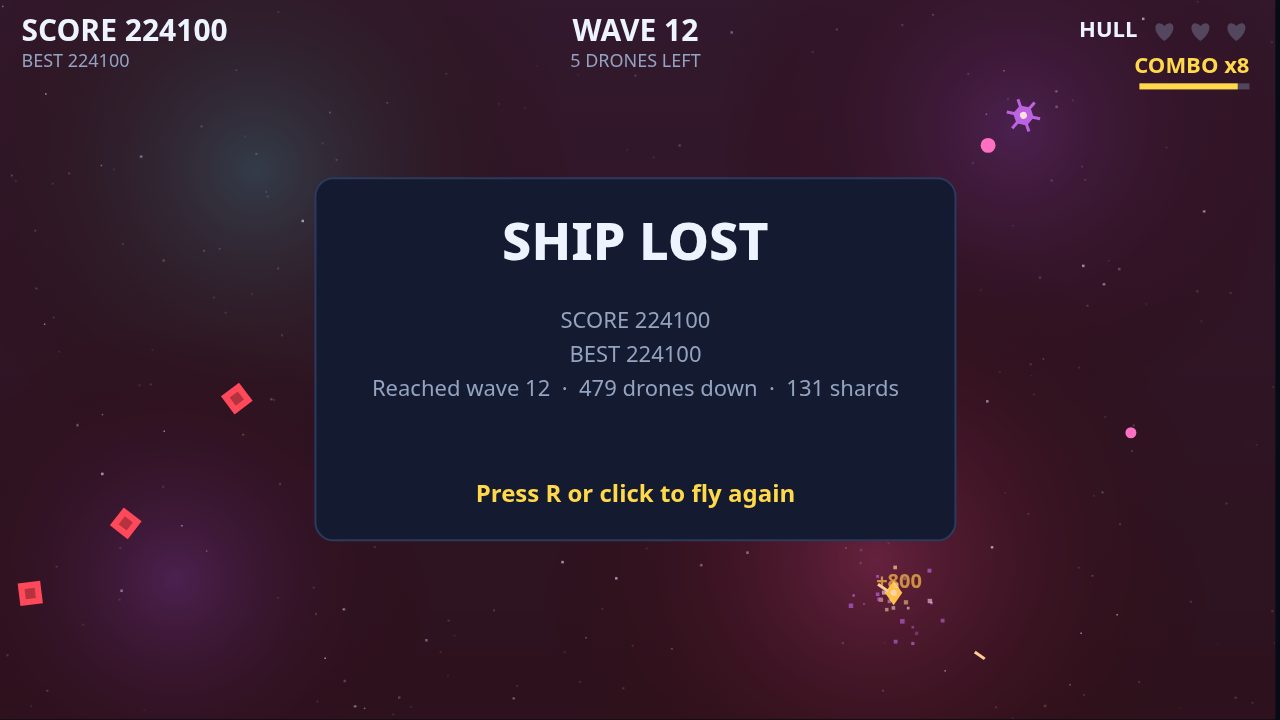 SCORE 224100
BEST 224100
WAVE 12
5 DRONES LEFT
HULL
COMBO x8
SHIP LOST
SCORE 224100
BEST 224100
Reached wave 12 · 479 drones down · 131 shards
Press R or click to fly again
+800